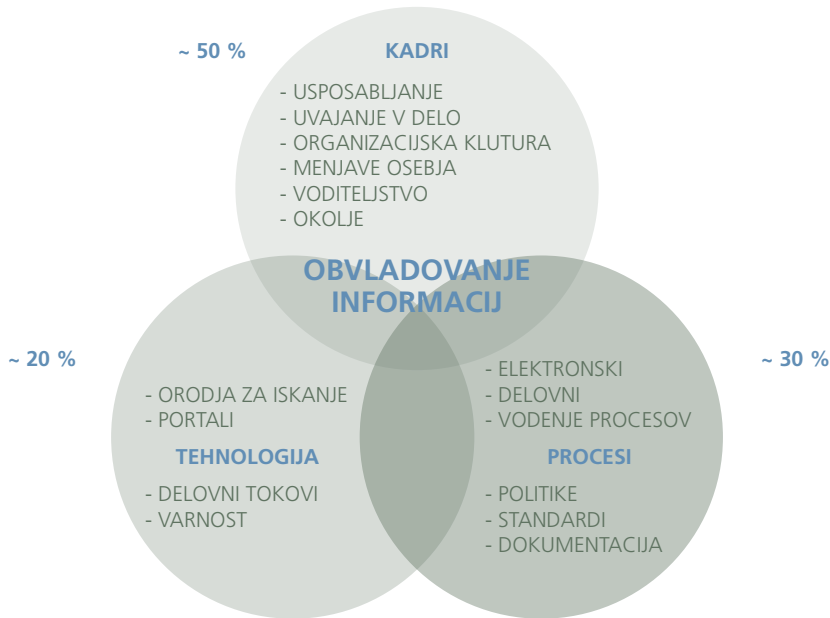 ~ 50 %
KADRI
- USPOSABLJANJE
- UVAJANJE V DELO
- ORGANIZACIJSKA KLUTURA
- MENJAVE OSEBJA
- VODITELJSTVO
- OKOLJE
OBVLADOVANJE
INFORMACIJ
~ 20 %
- ORODJA ZA ISKANJE
- PORTALI
TEHNOLOGIJA
- DELOVNI TOKOVI
- VARNOST
~ 30 %
- ELEKTRONSKI
- DELOVNI
- VODENJE PROCESOV
PROCESI
- POLITIKE
- STANDARDI
- DOKUMENTACIJA